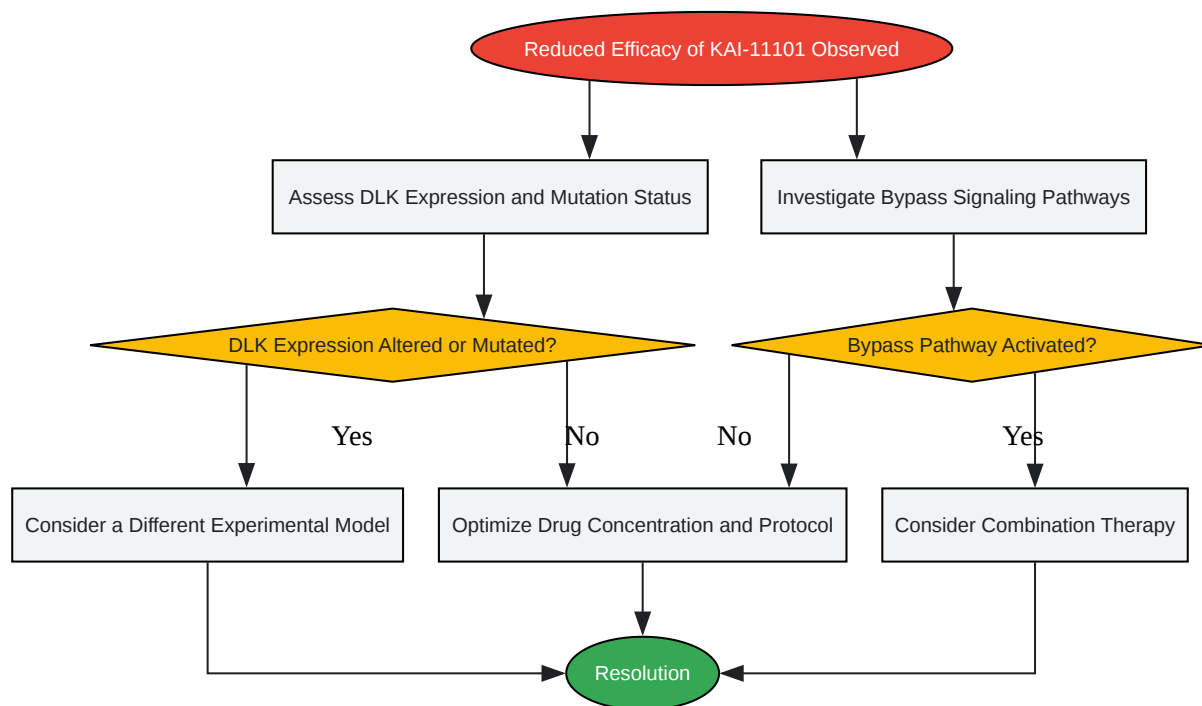 Reduced Efficacy of KAI-11101 Observed
Assess DLK Expression and Mutation Status
Investigate Bypass Signaling Pathways
DLK Expression Altered or Mutated?
Bypass Pathway Activated?
Yes
No
No
Yes
Consider a Different Experimental Model
Optimize Drug Concentration and Protocol
Consider Combination Therapy
Resolution